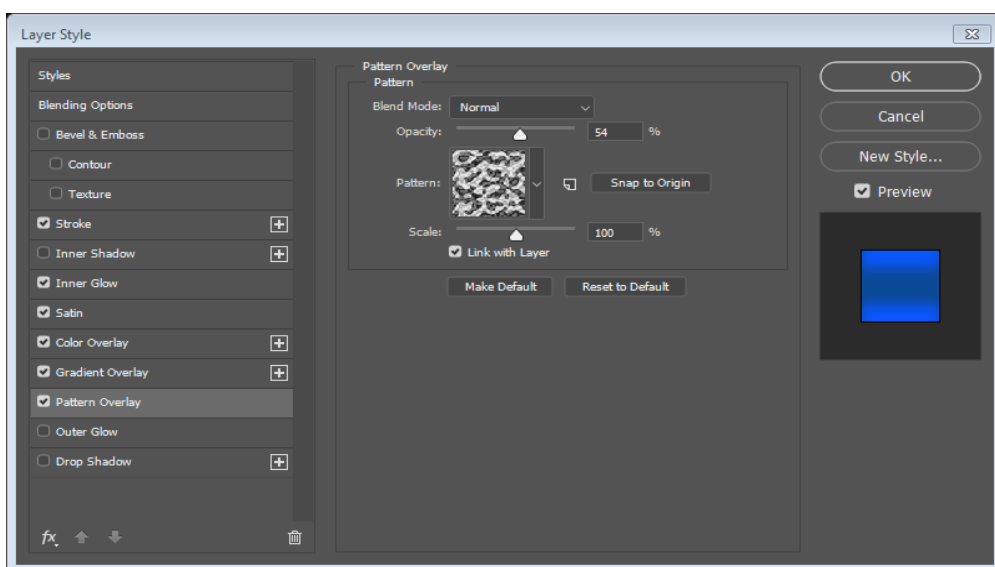 Layer Style
Styles
Blending Options
Bevel & Emboss
Contour
Texture
Stroke
Inner Shadow
Inner Glow
Satin
Color Overlay
Gradient Overlay
Pattern Overlay
Outer Glow
Drop Shadow
fx
Pattern Overlay
Pattern
Blend Mode: Normal
Opacity: 54 %
Pattern: Snap to Origin
Scale: 100 %
Link with Layer
Make Default Reset to Default
OK
Cancel
New Style...
Preview